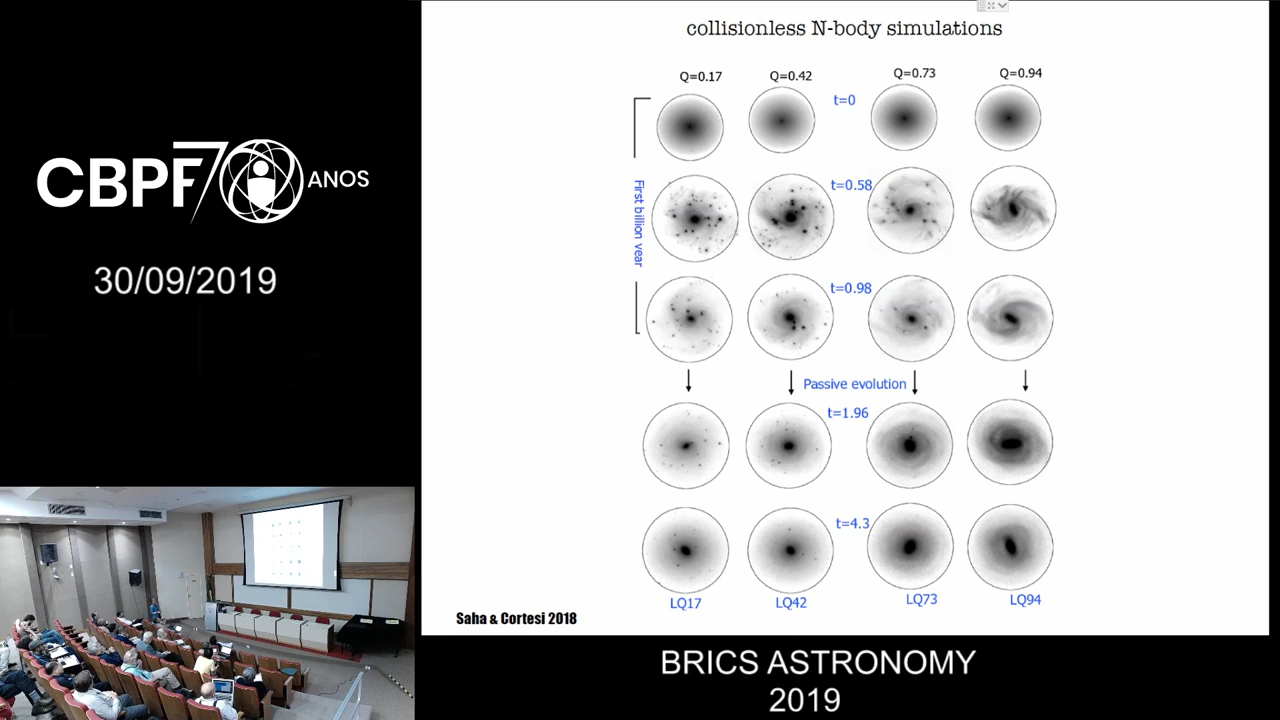 CBPF 70 ANOS
30/09/2019
collisionless N-body simulations
Q=0.17
Q=0.42
Q=0.73
Q=0.94
t=0
First billion year
t=0.58
t=0.98
Passive evolution
t=1.96
t=4.3
LQ17
LQ42
LQ73
LQ94
Saha & Cortesi 2018
BRICS ASTRONOMY
2019